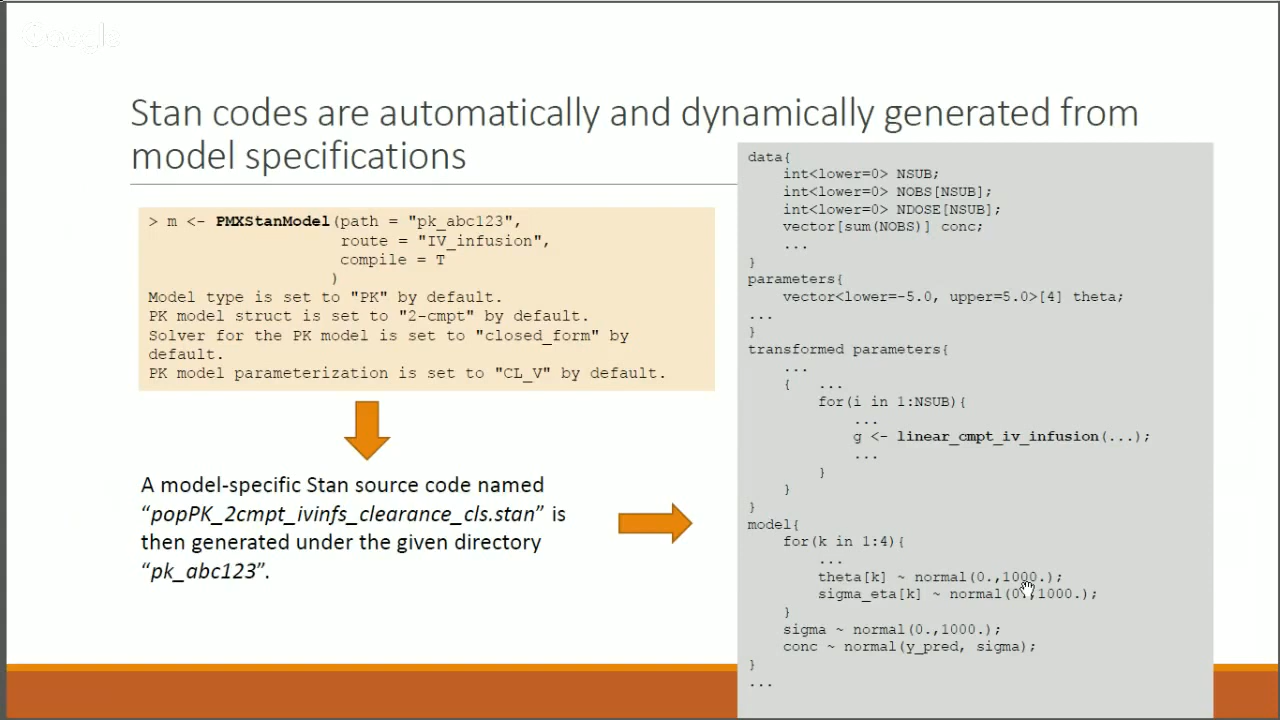 Google
Stan codes are automatically and dynamically generated from
model specifications
> m <- PMXStanModel(path = "pk_abc123",
route = "IV_infusion",
compile = T
)
Model type is set to "PK" by default.
PK model struct is set to "2-cmpt" by default.
Solver for the PK model is set to "closed_form" by
default.
PK model parameterization is set to "CL_V" by default.
A model-specific Stan source code named
“popPK_2cmpt_ivinfs_clearance_cls.stan” is
then generated under the given directory
“pk_abc123”.
data{
int<lower=0> NSUB;
int<lower=0> NOBS[NSUB];
int<lower=0> NDOSE[NSUB];
vector[sum(NOBS)] conc;
...
}
parameters{
vector<lower=-5.0, upper=5.0>[4] theta;
...
}
transformed parameters{
...
{ ...
for(i in 1:NSUB){
...
g <- linear_cmpt_iv_infusion(...);
...
}
}
}
model{
for(k in 1:4){
...
theta[k] ~ normal(0.,1000.);
sigma_eta[k] ~ normal(0.,1000.);
}
sigma ~ normal(0.,1000.);
conc ~ normal(y_pred, sigma);
}
...